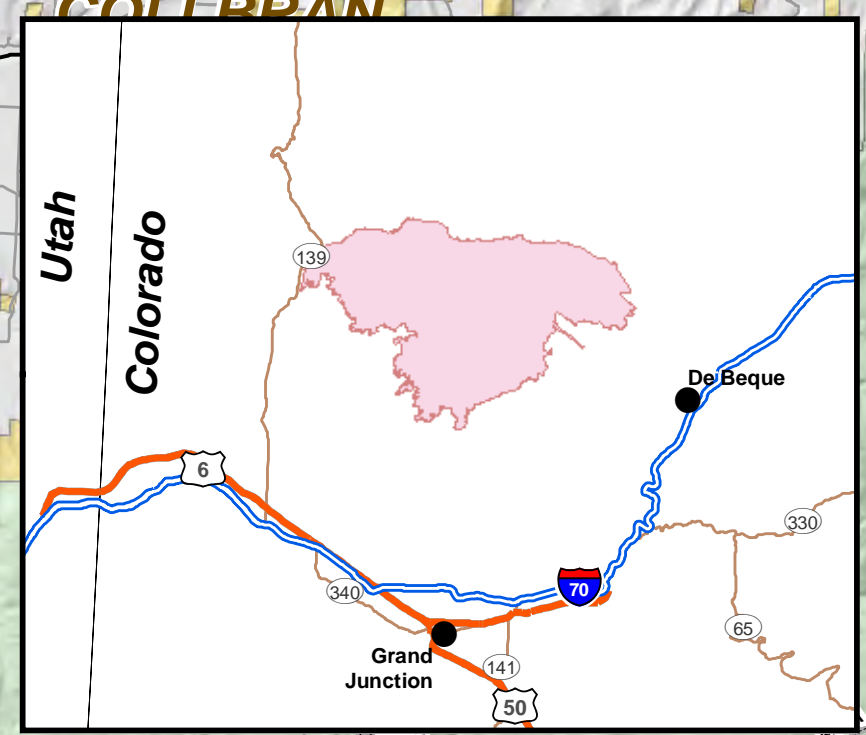 COLLBRAN
Utah
Colorado
139
De Beque
6
330
70
340
65
Grand
Junction
141
50